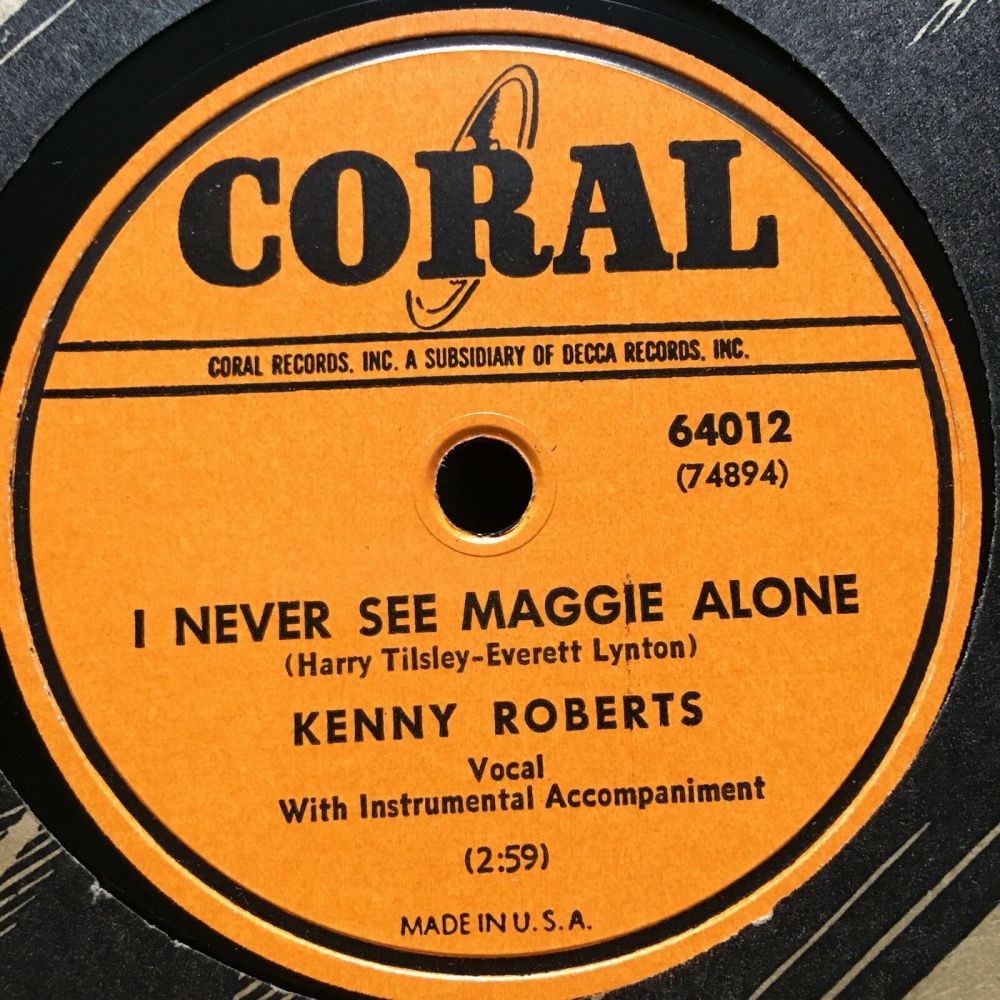 CORAL
CORAL RECORDS, INC. A SUBSIDIARY OF DECCA RECORDS, INC.
64012
(74894)
I NEVER SEE MAGGIE ALONE
(Harry Tilsley-Everett Lynton)
KENNY ROBERTS
Vocal
With Instrumental Accompaniment
(2:59)
MADE IN U.S.A.